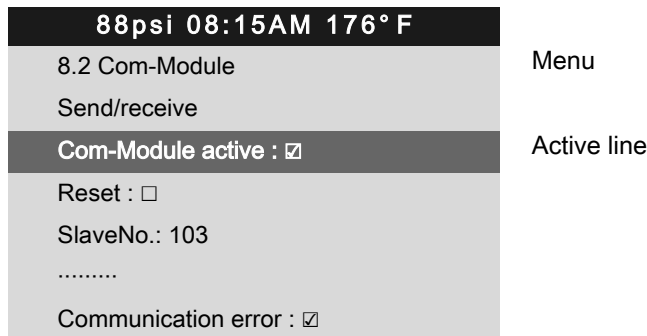 88psi 08:15AM 176°F
8.2 Com-Module
Menu
Send/receive
Com-Module active : ☑
Active line
Reset : ☐
SlaveNo.: 103
.........
Communication error : ☑